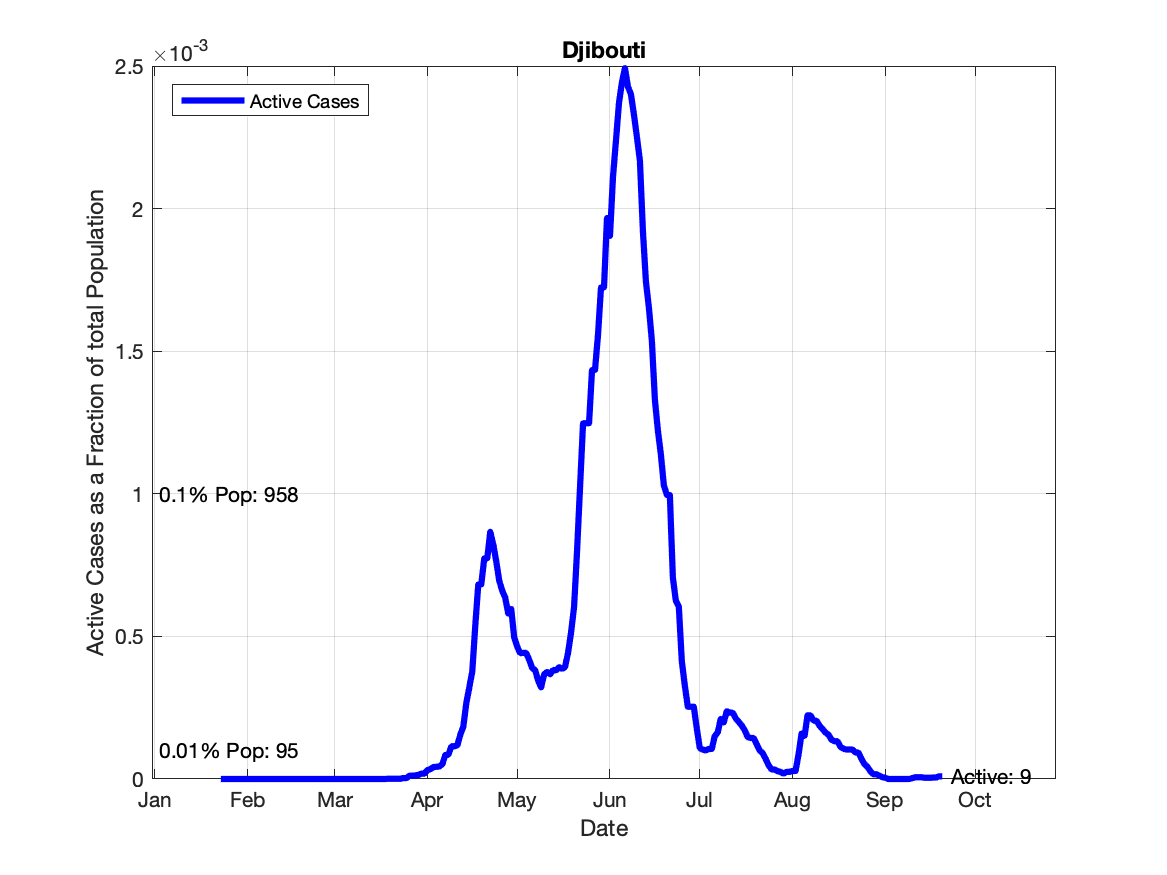 Djibouti
×10-3
2.5
2
1.5
1
0.5
0
Active Cases
Active Cases as a Fraction of total Population
0.1% Pop: 958
0.01% Pop: 95
Active: 9
Jan Feb Mar Apr May Jun Jul Aug Sep Oct
Date